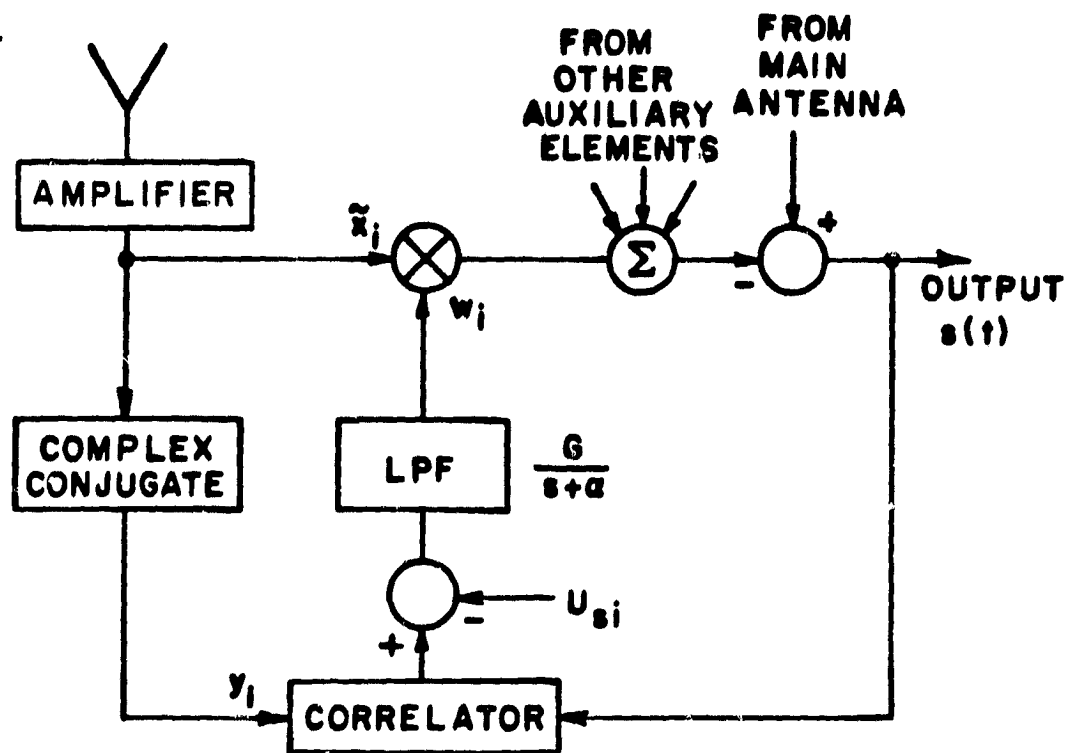 FROM
OTHER
AUXILIARY
ELEMENTS
FROM
MAIN
ANTENNA
AMPLIFIER
x̃i
wi
Σ
+
-
OUTPUT
s(t)
COMPLEX
CONJUGATE
LPF
G
s+α
Usi
-
+
yi
CORRELATOR